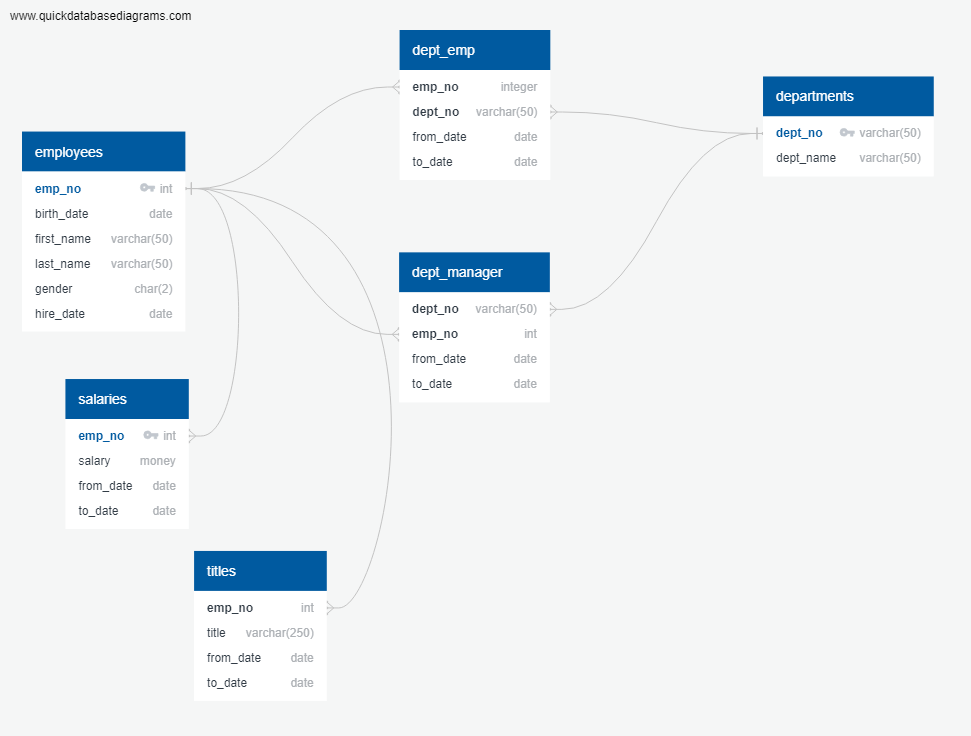 www.quickdatabasediagrams.com
dept_emp
emp_no integer
dept_no varchar(50)
from_date date
to_date date
departments
dept_no varchar(50)
dept_name varchar(50)
employees
emp_no int
birth_date date
first_name varchar(50)
last_name varchar(50)
gender char(2)
hire_date date
dept_manager
dept_no varchar(50)
emp_no int
from_date date
to_date date
salaries
emp_no int
salary money
from_date date
to_date date
titles
emp_no int
title varchar(250)
from_date date
to_date date